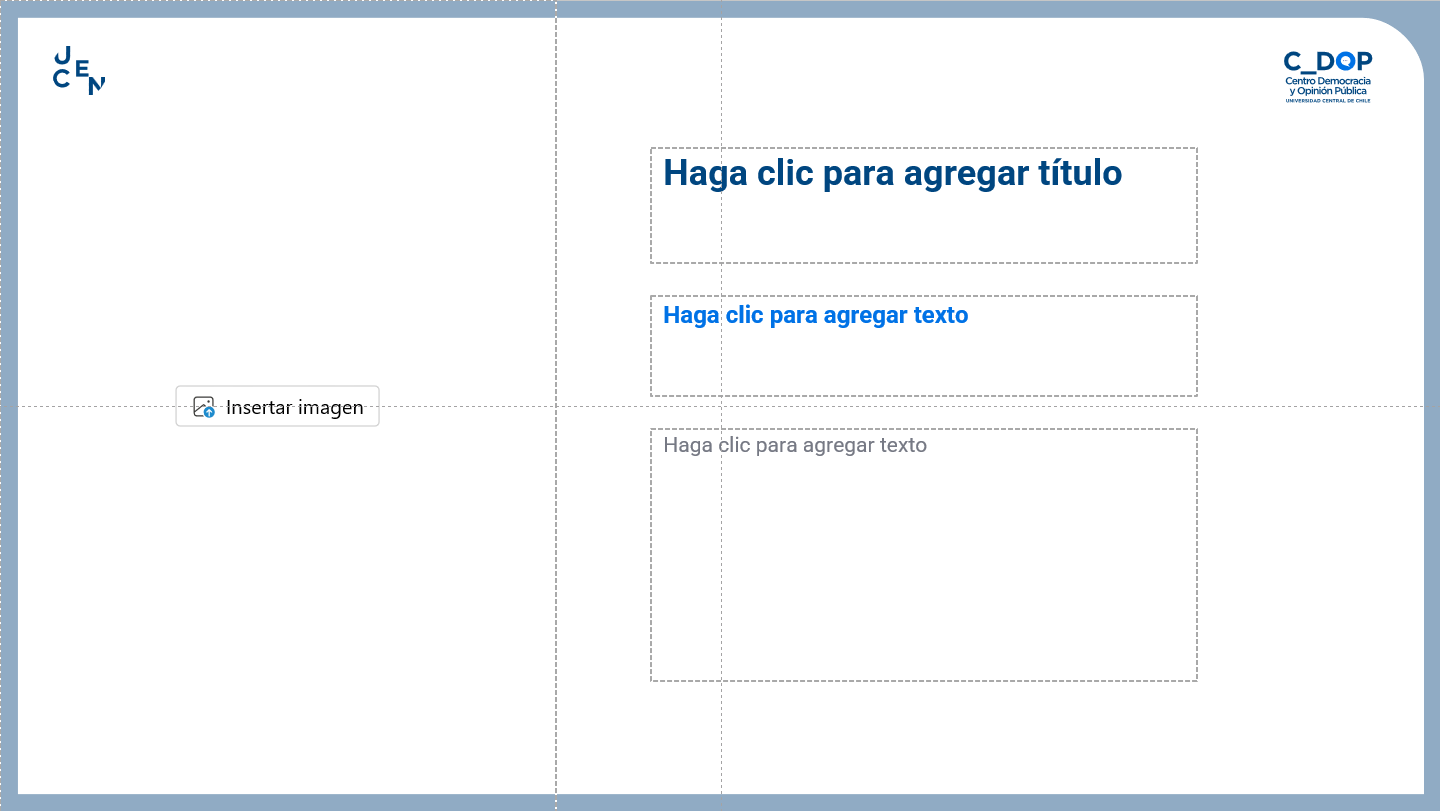 UCEN
C_DOP
Centro Democracia
y Opinión Pública
UNIVERSIDAD CENTRAL DE CHILE
Haga clic para agregar título
Haga clic para agregar texto
Insertar imagen
Haga clic para agregar texto